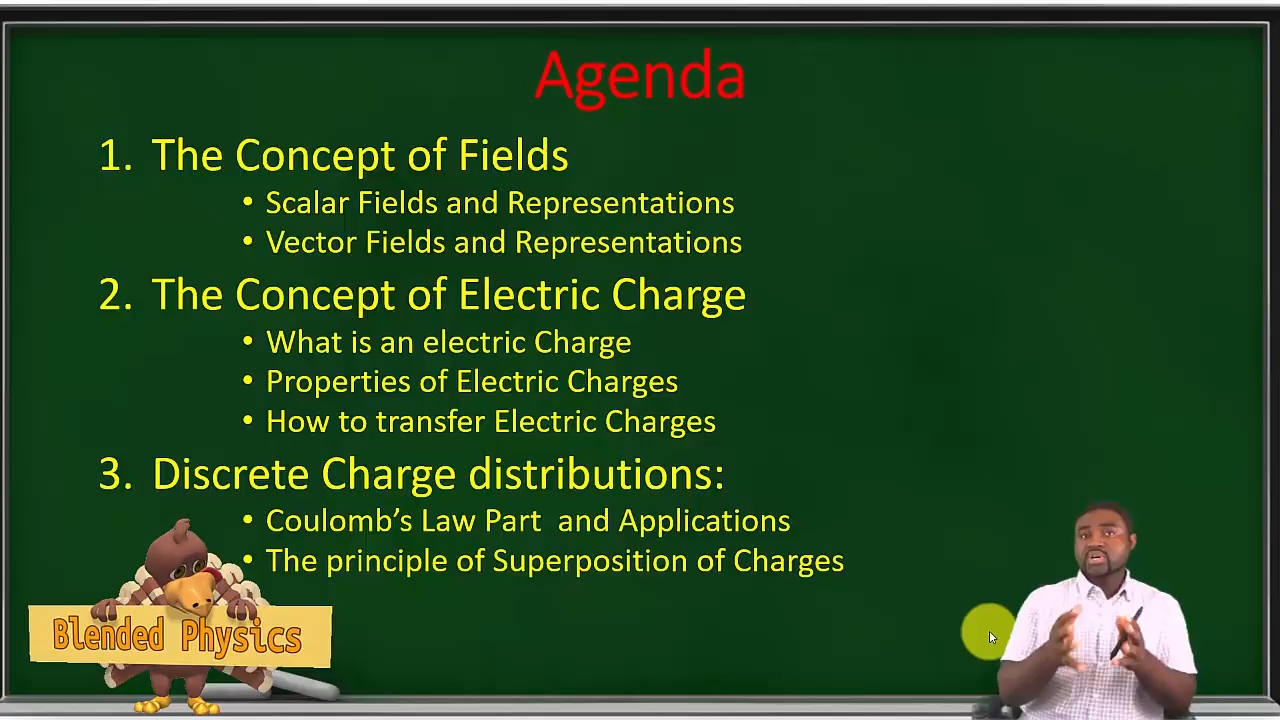 Agenda
1. The Concept of Fields
• Scalar Fields and Representations
• Vector Fields and Representations
2. The Concept of Electric Charge
• What is an electric Charge
• Properties of Electric Charges
• How to transfer Electric Charges
3. Discrete Charge distributions:
• Coulomb’s Law Part  and Applications
• The principle of Superposition of Charges
Blended Physics